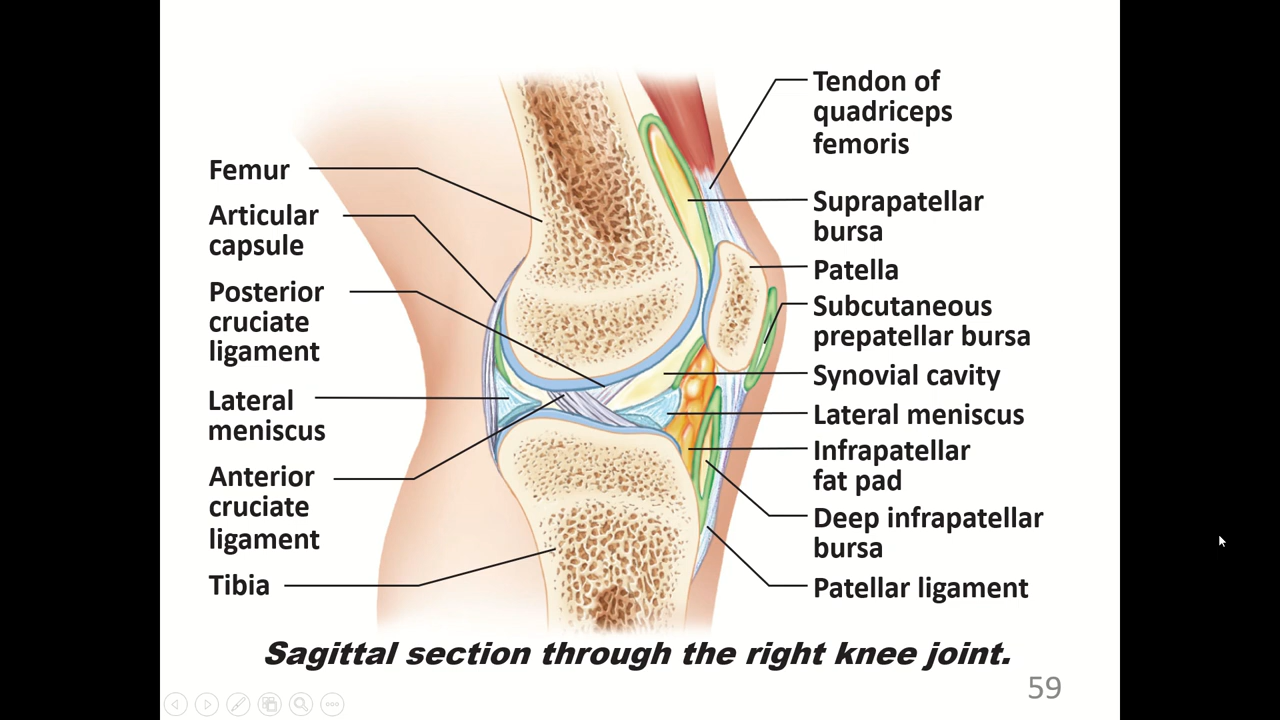 Femur
Articular
capsule
Posterior
cruciate
ligament
Lateral
meniscus
Anterior
cruciate
ligament
Tibia
Tendon of
quadriceps
femoris
Suprapatellar
bursa
Patella
Subcutaneous
prepatellar bursa
Synovial cavity
Lateral meniscus
Infrapatellar
fat pad
Deep infrapatellar
bursa
Patellar ligament
Sagittal section through the right knee joint.
59